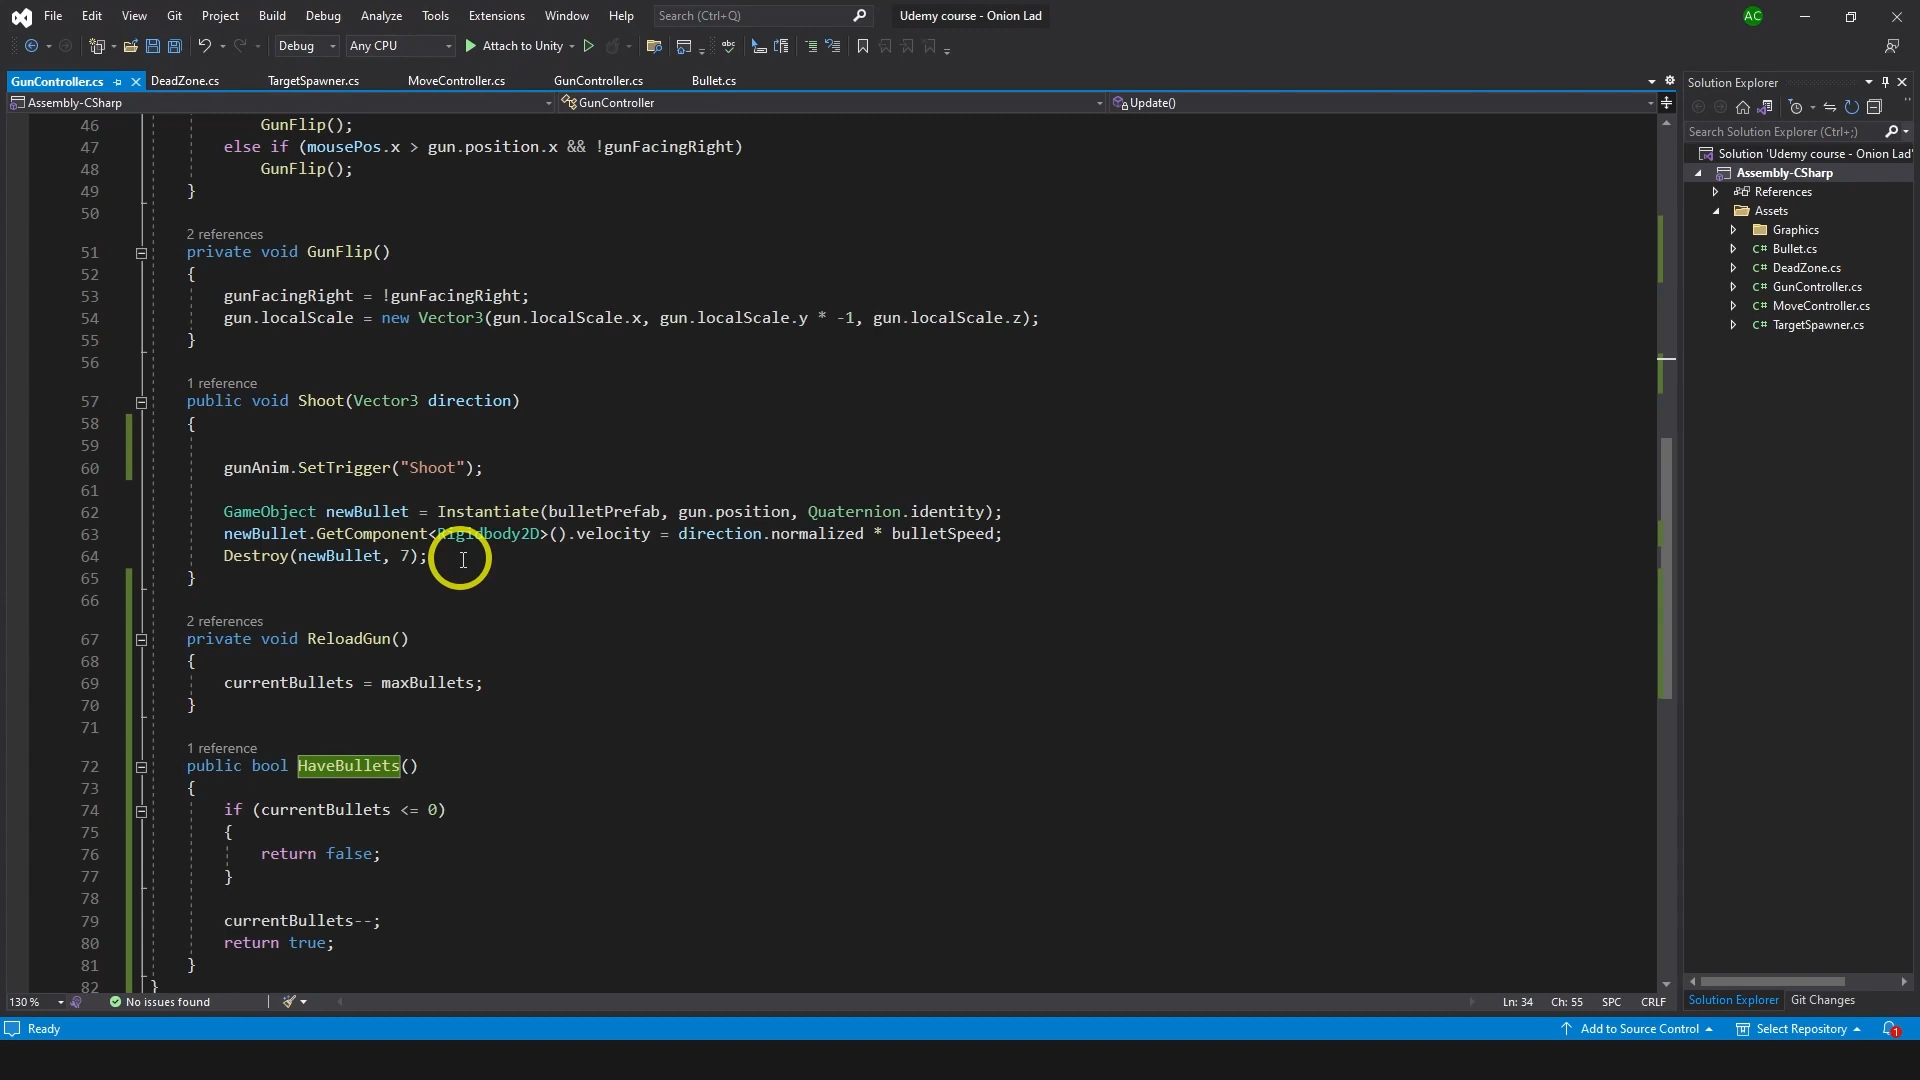 File Edit View Git Project Build Debug Analyze Tools Extensions Window Help Search (Ctrl+Q) Udemy course - Onion Lad AC
Debug Any CPU Attach to Unity
GunController.cs DeadZone.cs TargetSpawner.cs MoveController.cs GunController.cs Bullet.cs
Assembly-CSharp GunController Update()
46 GunFlip();
47 else if (mousePos.x > gun.position.x && !gunFacingRight)
48 GunFlip();
49 }
50
2 references
51 private void GunFlip()
52 {
53 gunFacingRight = !gunFacingRight;
54 gun.localScale = new Vector3(gun.localScale.x, gun.localScale.y * -1, gun.localScale.z);
55 }
56
1 reference
57 public void Shoot(Vector3 direction)
58 {
59
60 gunAnim.SetTrigger("Shoot");
61
62 GameObject newBullet = Instantiate(bulletPrefab, gun.position, Quaternion.identity);
63 newBullet.GetComponent<Rigidbody2D>().velocity = direction.normalized * bulletSpeed;
64 Destroy(newBullet, 7);
65 }
66
2 references
67 private void ReloadGun()
68 {
69 currentBullets = maxBullets;
70 }
71
1 reference
72 public bool HaveBullets()
73 {
74 if (currentBullets <= 0)
75 {
76 return false;
77 }
78
79 currentBullets--;
80 return true;
81 }
82 }
130 % No issues found Ln: 34 Ch: 55 SPC CRLF
Solution Explorer
Search Solution Explorer (Ctrl+;)
Solution 'Udemy course - Onion Lad'
Assembly-CSharp
References
Assets
Graphics
C# Bullet.cs
C# DeadZone.cs
C# GunController.cs
C# MoveController.cs
C# TargetSpawner.cs
Solution Explorer Git Changes
Ready Add to Source Control Select Repository 1